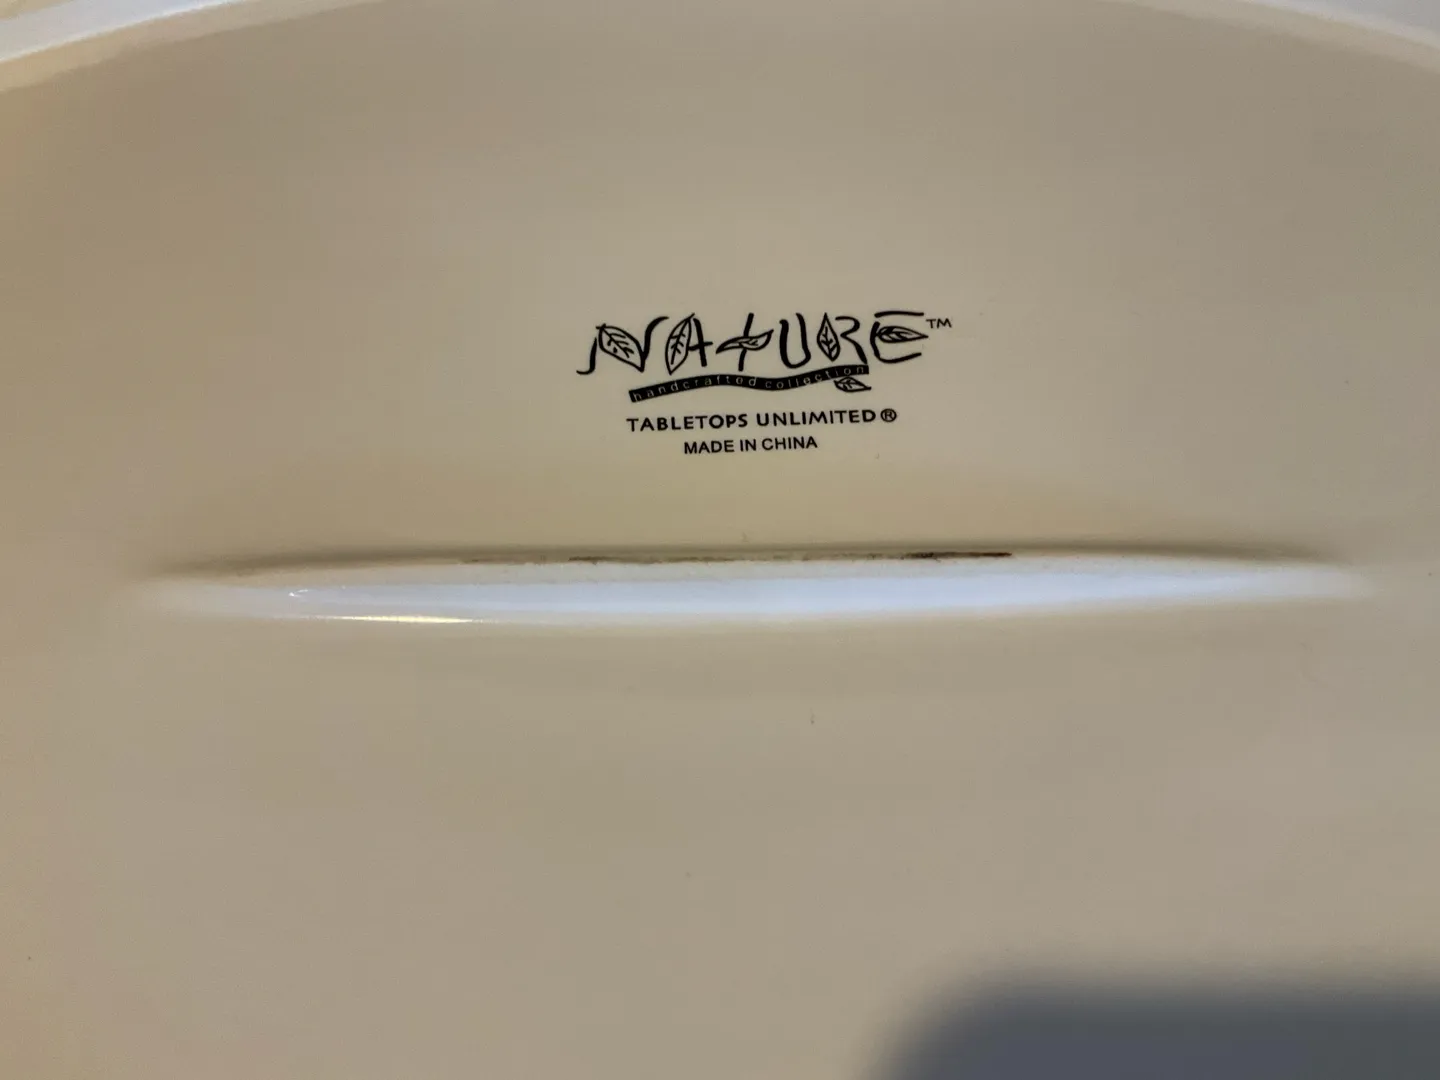 NATURE™
handcrafted collection
TABLETOPS UNLIMITED®
MADE IN CHINA